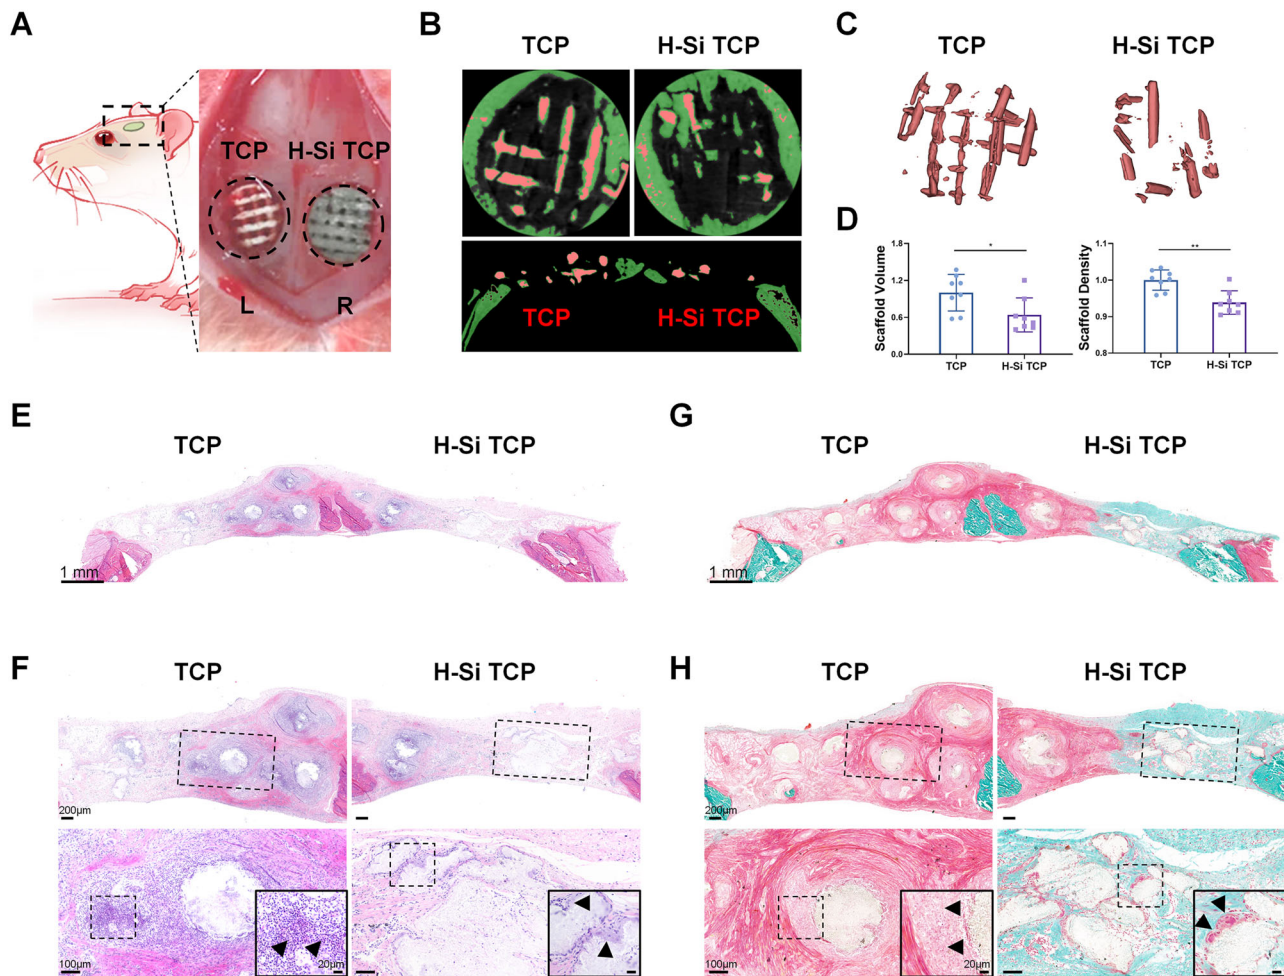 A
TCP
H-Si TCP
L
R
B
TCP
H-Si TCP
TCP
H-Si TCP
C
TCP
H-Si TCP
D
Scaffold Volume
1.8
1.2
0.6
0.0
*
TCP
H-Si TCP
Scaffold Density
1.1
1.0
0.9
0.8
**
TCP
H-Si TCP
E
TCP
H-Si TCP
1 mm
G
TCP
H-Si TCP
1 mm
F
TCP
H-Si TCP
200μm
100μm
20μm
H
TCP
H-Si TCP
200μm
100μm
20μm